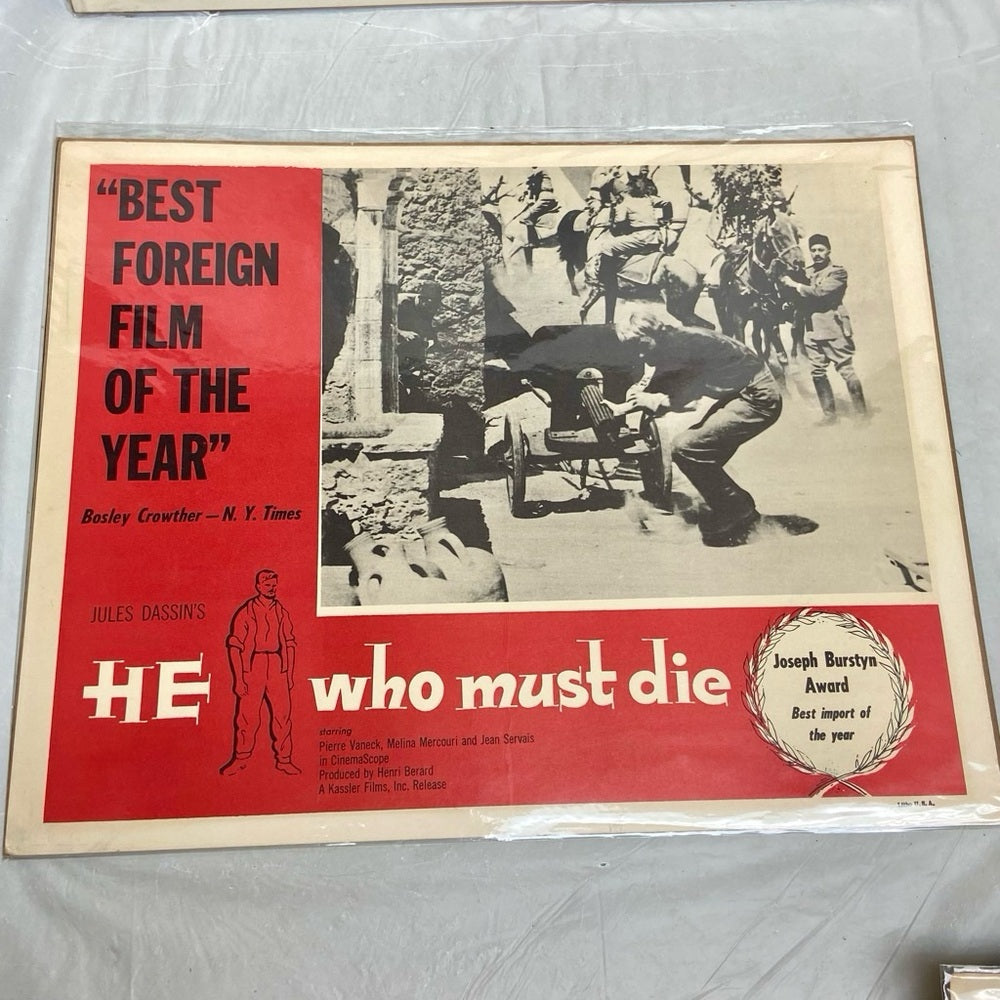 “BEST
FOREIGN
FILM
OF THE
YEAR”
Bosley Crowther — N. Y. Times
JULES DASSIN'S
HE who must die
starring
Pierre Vaneck, Melina Mercouri and Jean Servais
in CinemaScope
Produced by Henri Berard
A Kassler Films, Inc. Release
Joseph Burstyn
Award
Best import of
the year
Litho U.S.A.